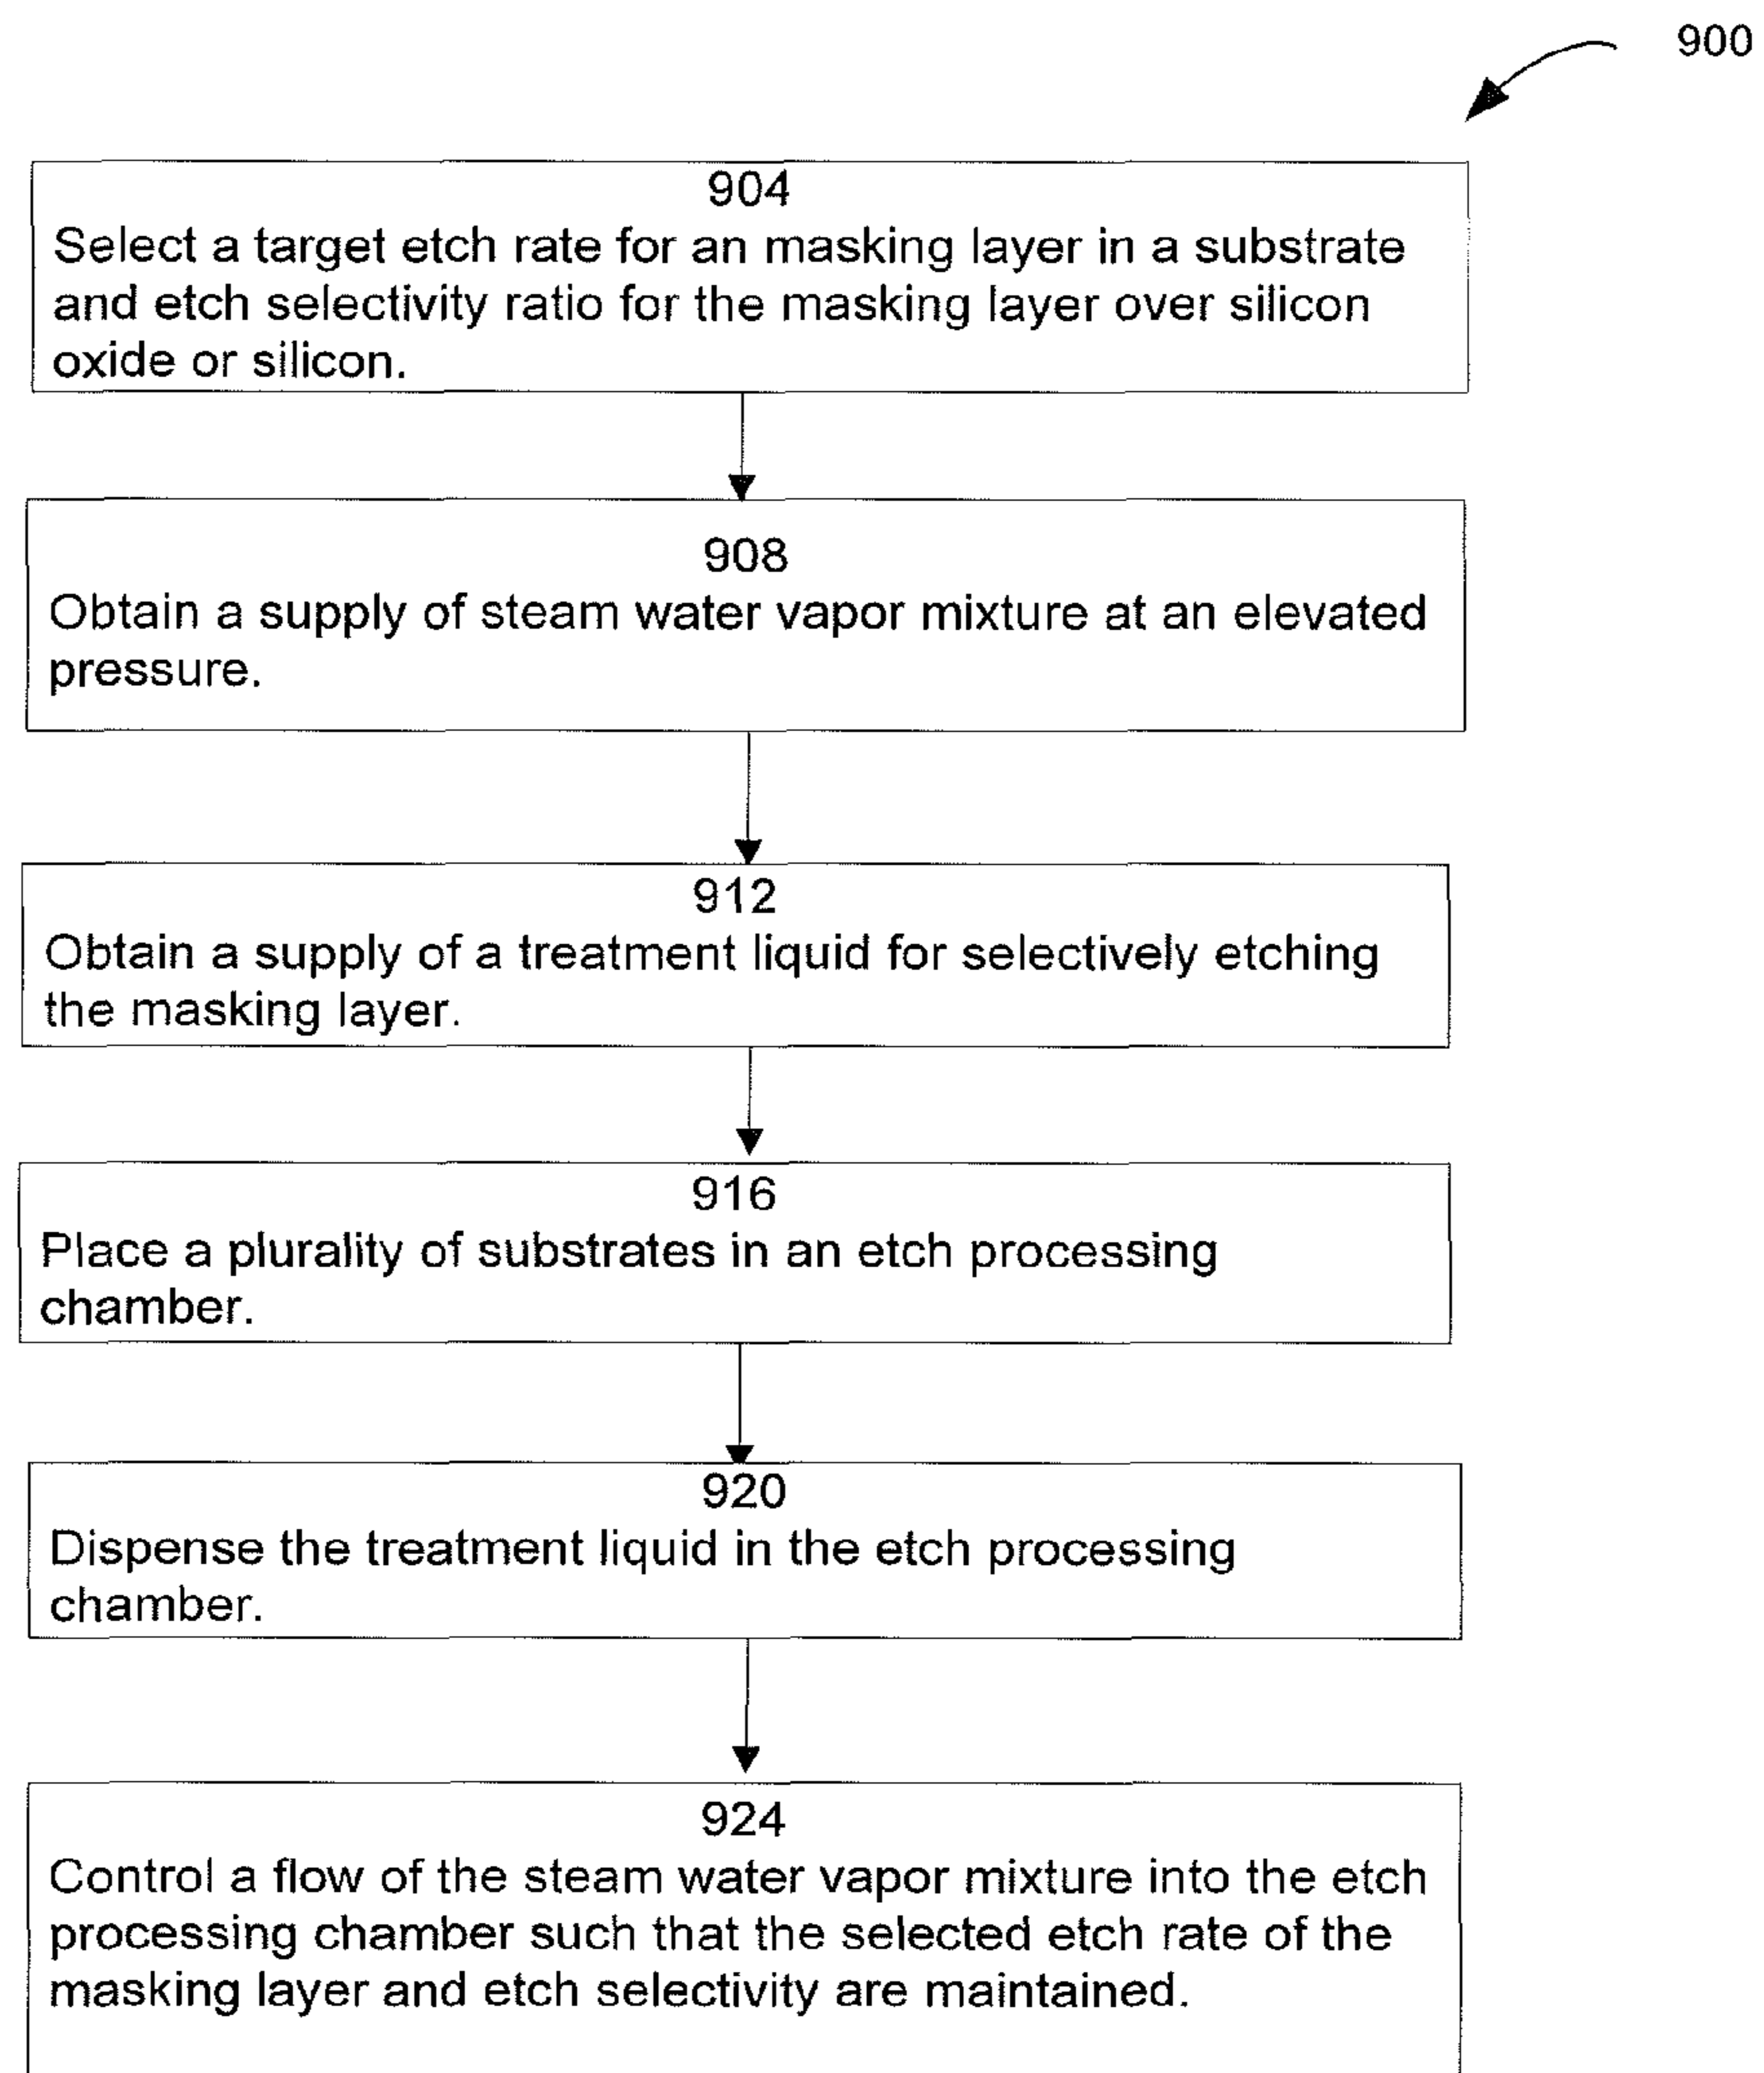 900
904
Select a target etch rate for an masking layer in a substrate
and etch selectivity ratio for the masking layer over silicon
oxide or silicon.
908
Obtain a supply of steam water vapor mixture at an elevated
pressure.
912
Obtain a supply of a treatment liquid for selectively etching
the masking layer.
916
Place a plurality of substrates in an etch processing
chamber.
920
Dispense the treatment liquid in the etch processing
chamber.
924
Control a flow of the steam water vapor mixture into the etch
processing chamber such that the selected etch rate of the
masking layer and etch selectivity are maintained.